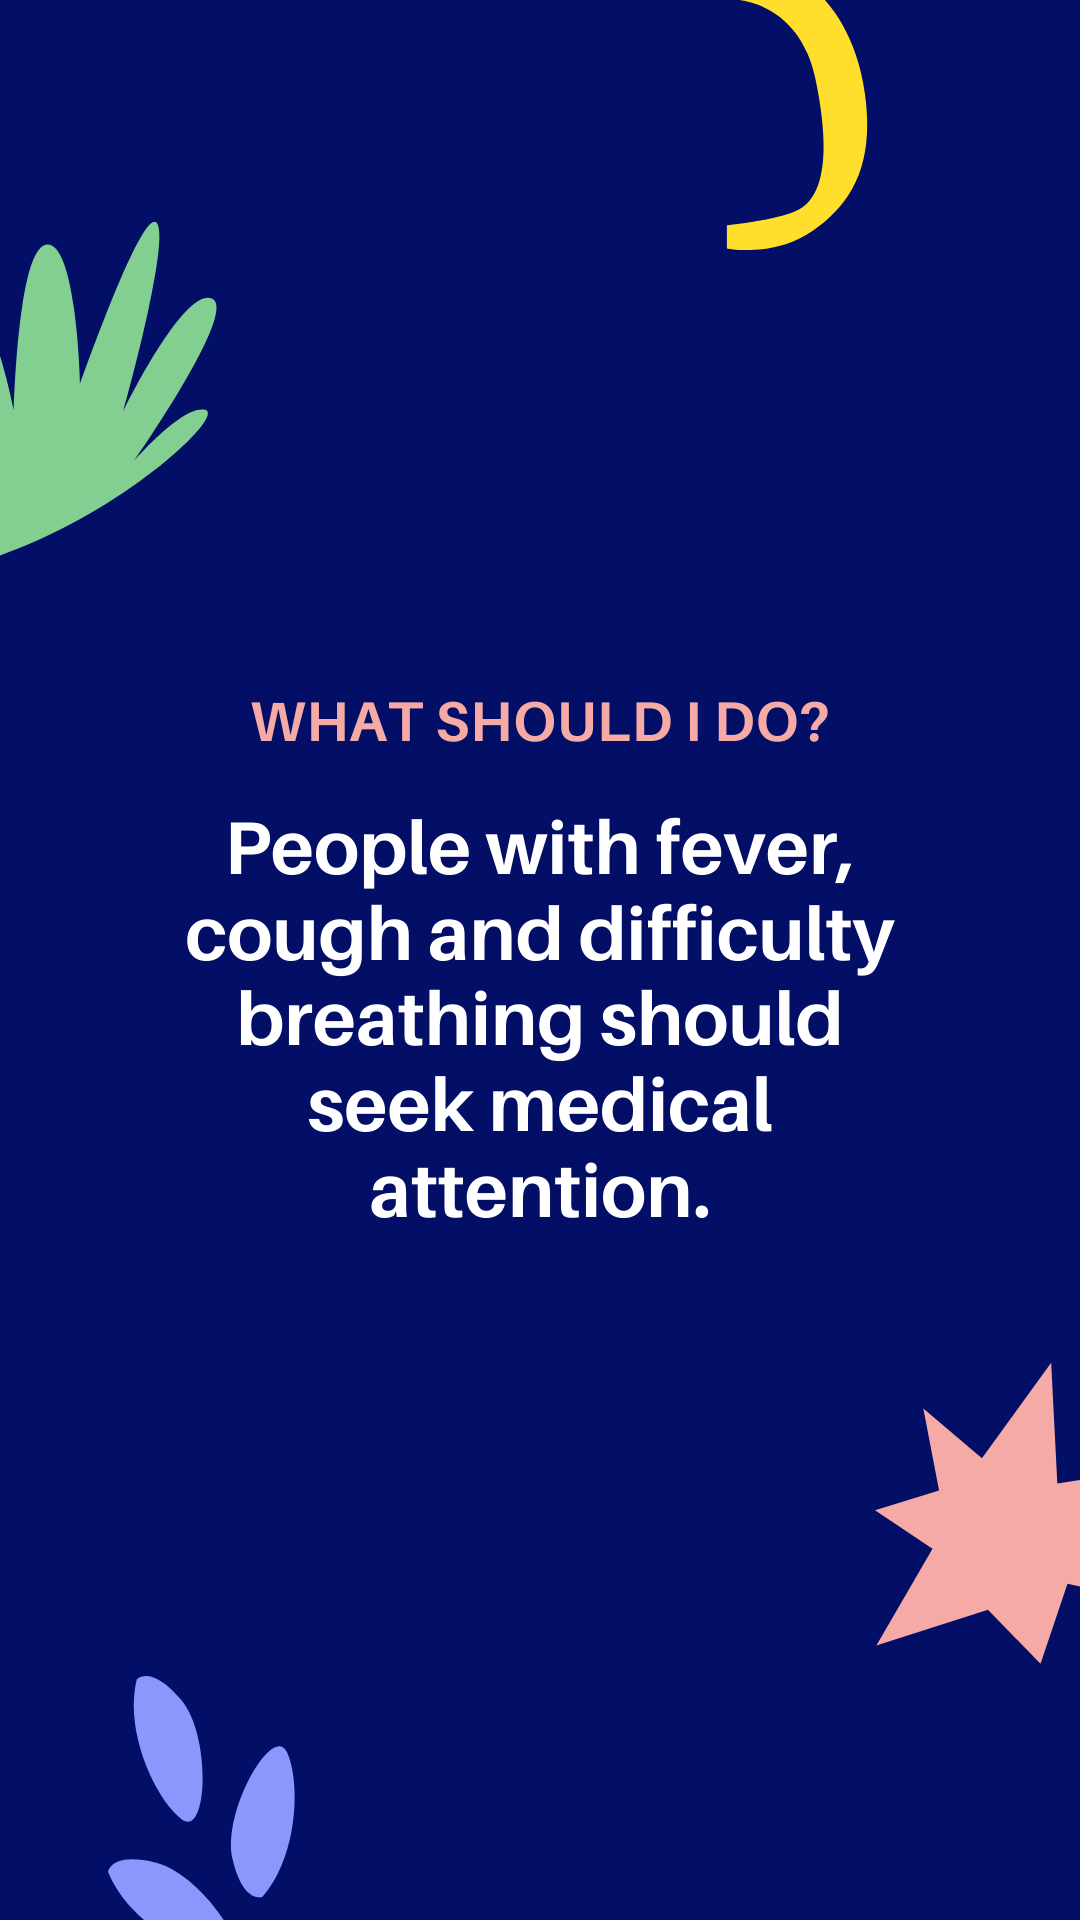 WHAT SHOULD I DO?
People with fever,
cough and difficulty
breathing should
seek medical
attention.